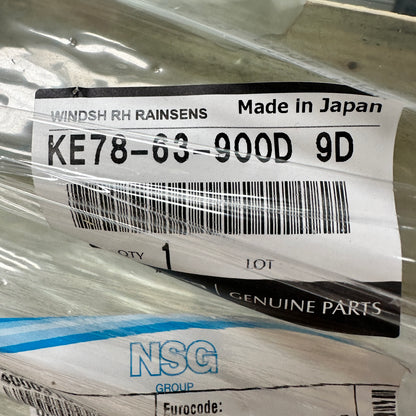 WINDSH RH RAINSENS Made in Japan
KE78-63-900D 9D
QTY 1 LOT
GENUINE PARTS
NSG
GROUP
Eurocode: